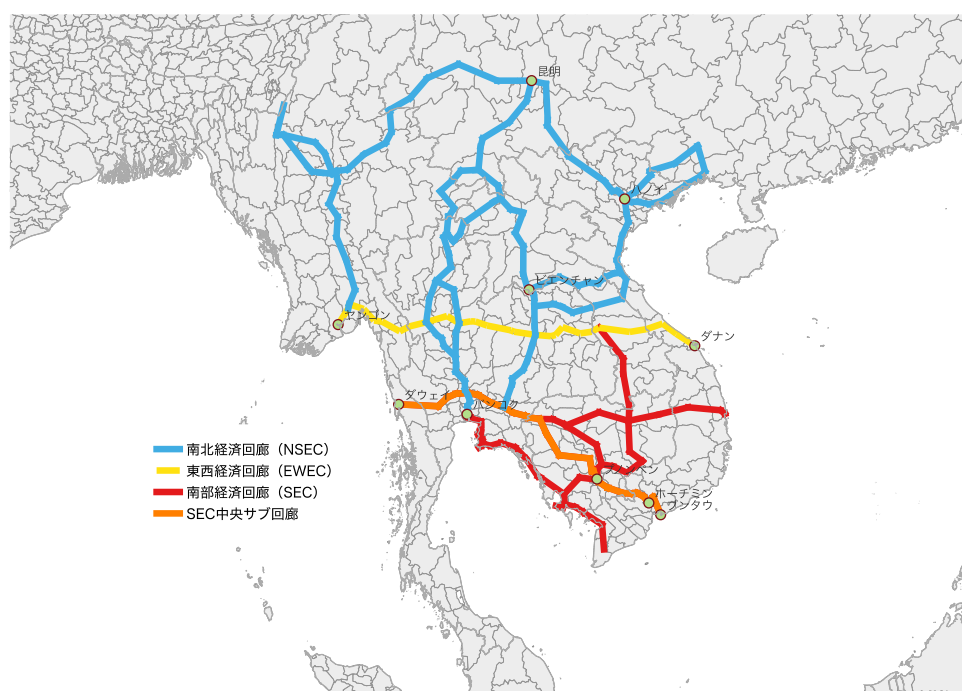 昆明
ハノイ
ビエンチャン
ヤンゴン
ダナン
ダウェイ
バンコク
プノンペン
ホーチミン
ブンタウ
南北経済回廊（NSEC）
東西経済回廊（EWEC）
南部経済回廊（SEC）
SEC中央サブ回廊